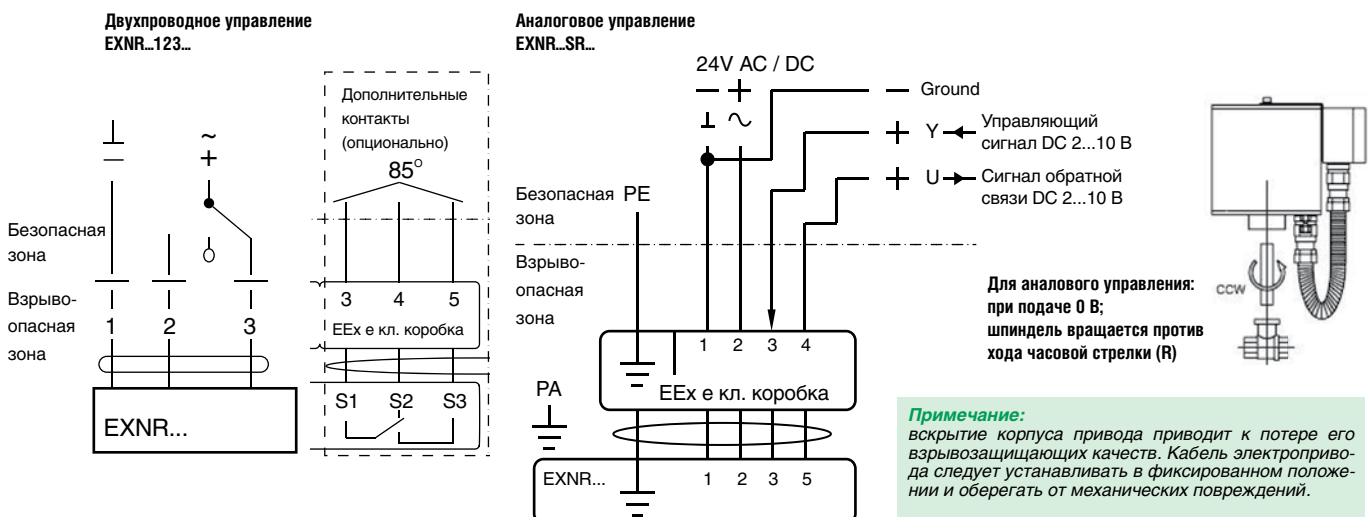 Двухпроводное управление
EXNR...123...
⊥
—
~
+
Безопасная
зона
Взрыво-
опасная
зона
1 2 3
EXNR...
Дополнительные
контакты
(опционально)
85°
3 4 5
EEx e кл. коробка
S1 S2 S3
Аналоговое управление
EXNR...SR...
24V AC / DC
— +
⊥ ~
— Ground
+ Y Управляющий
сигнал DC 2...10 В
+ U Сигнал обратной
связи DC 2...10 В
Безопасная PE
зона
Взрыво-
опасная
зона
1 2 3 4
EEx e кл. коробка
PA
EXNR... 1 2 3 5
CCW
Для аналового управления:
при подаче 0 В;
шпиндель вращается против
хода часовой стрелки (R)
Примечание:
вскрытие корпуса привода приводит к потере его
взрывозащищающих качеств. Кабель электроприво-
да следует устанавливать в фиксированном положе-
нии и оберегать от механических повреждений.